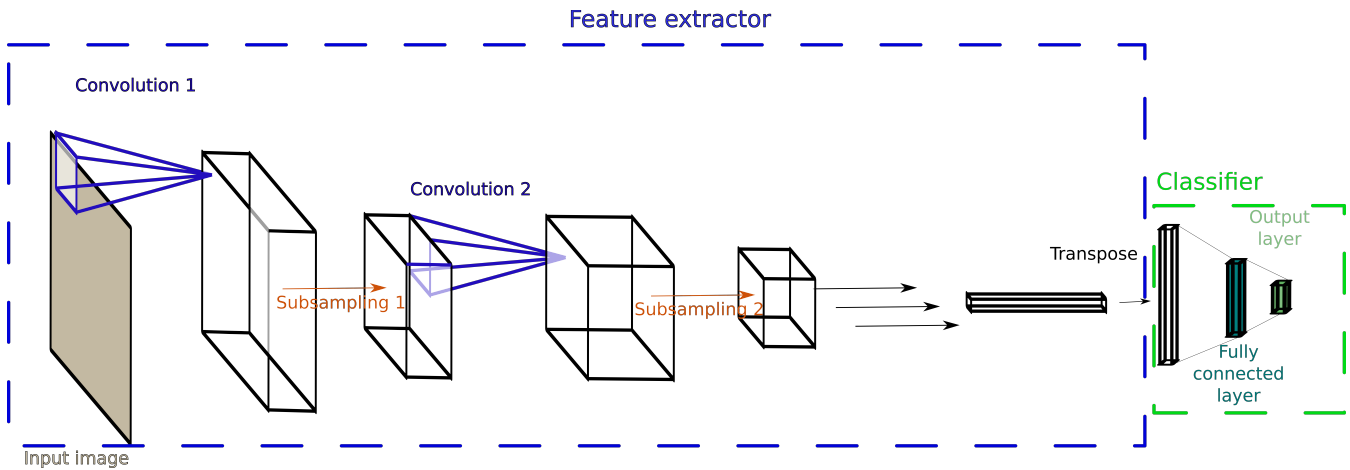 Feature extractor
Convolution 1
Convolution 2
Classifier
Output
layer
Transpose
Subsampling 1
Subsampling 2
Fully
connected
layer
Input image